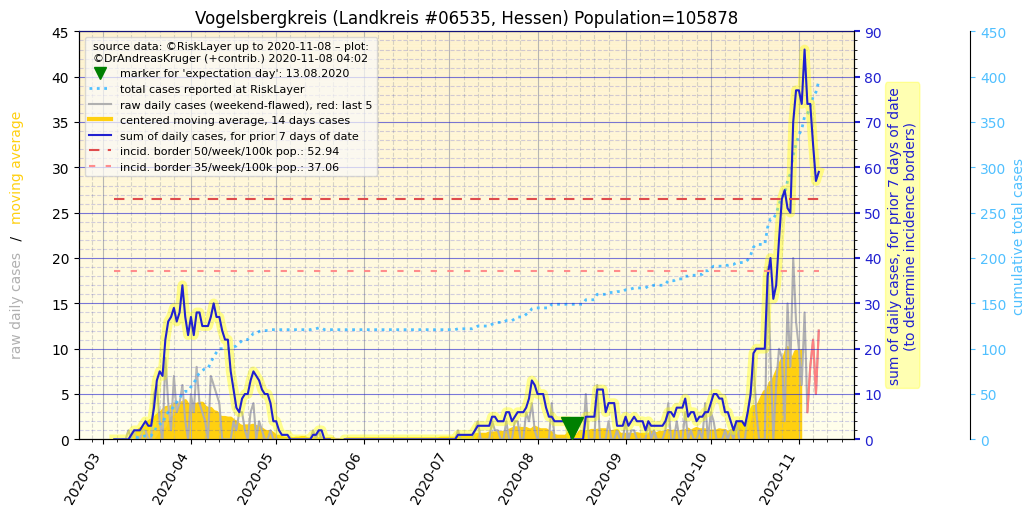 Vogelsbergkreis (Landkreis #06535, Hessen) Population=105878
source data: ©RiskLayer up to 2020-11-08 – plot:
©DrAndreasKruger (+contrib.) 2020-11-08 04:02
marker for 'expectation day': 13.08.2020
total cases reported at RiskLayer
raw daily cases (weekend-flawed), red: last 5
centered moving average, 14 days cases
sum of daily cases, for prior 7 days of date
incid. border 50/week/100k pop.: 52.94
incid. border 35/week/100k pop.: 37.06
raw daily cases / moving average
45
40
35
30
25
20
15
10
5
0
2020-03
2020-04
2020-05
2020-06
2020-07
2020-08
2020-09
2020-10
2020-11
90
80
70
60
50
40
30
20
10
0
sum of daily cases, for prior 7 days of date
(to determine incidence borders)
450
400
350
300
250
200
150
100
50
0
cumulative total cases